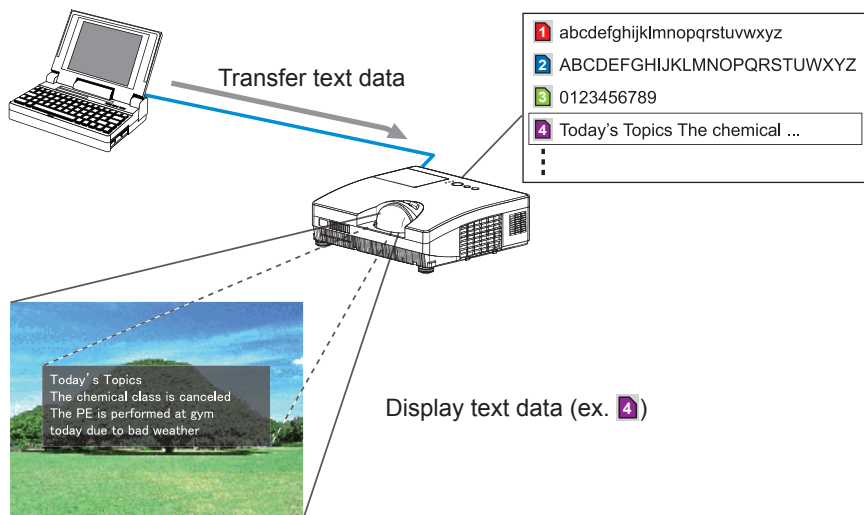 Transfer text data
1 abcdefghijklmnopqrstuvwxyz
2 ABCDEFGHIJKLMNOPQRSTUWXYZ
3 0123456789
4 Today's Topics The chemical ...
Today's Topics
The chemical class is canceled
The PE is performed at gym
today due to bad weather
Display text data (ex. 4)